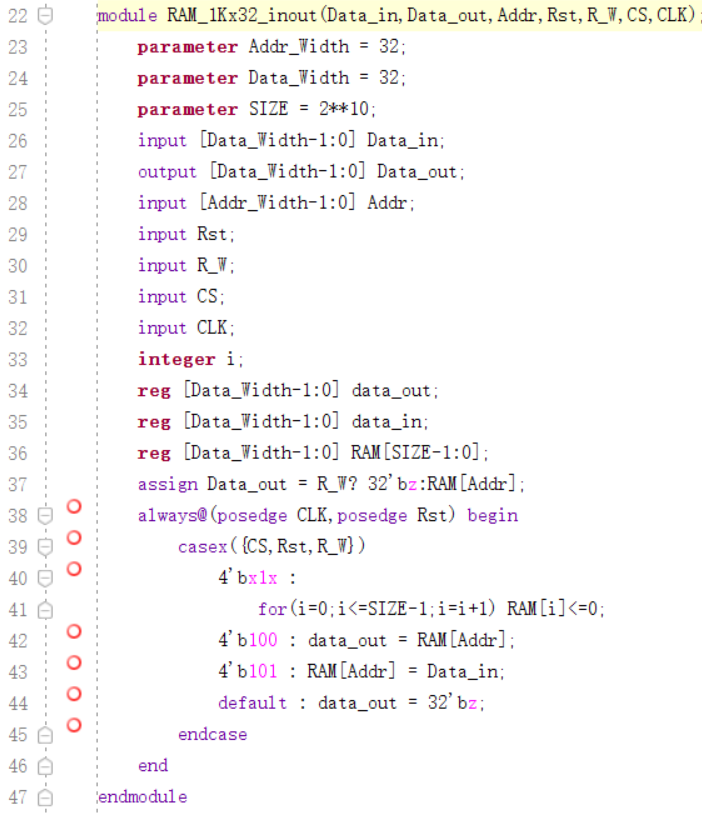 22 module RAM_1Kx32_inout(Data_in,Data_out,Addr,Rst,R_W,CS,CLK);
23 parameter Addr_Width = 32;
24 parameter Data_Width = 32;
25 parameter SIZE = 2**10;
26 input [Data_Width-1:0] Data_in;
27 output [Data_Width-1:0] Data_out;
28 input [Addr_Width-1:0] Addr;
29 input Rst;
30 input R_W;
31 input CS;
32 input CLK;
33 integer i;
34 reg [Data_Width-1:0] data_out;
35 reg [Data_Width-1:0] data_in;
36 reg [Data_Width-1:0] RAM[SIZE-1:0];
37 assign Data_out = R_W? 32'bz:RAM[Addr];
38 always@(posedge CLK,posedge Rst) begin
39 casex({CS,Rst,R_W})
40 4'bx1x :
41 for(i=0;i<=SIZE-1;i=i+1) RAM[i]<=0;
42 4'b100 : data_out = RAM[Addr];
43 4'b101 : RAM[Addr] = Data_in;
44 default : data_out = 32'bz;
45 endcase
46 end
47 endmodule